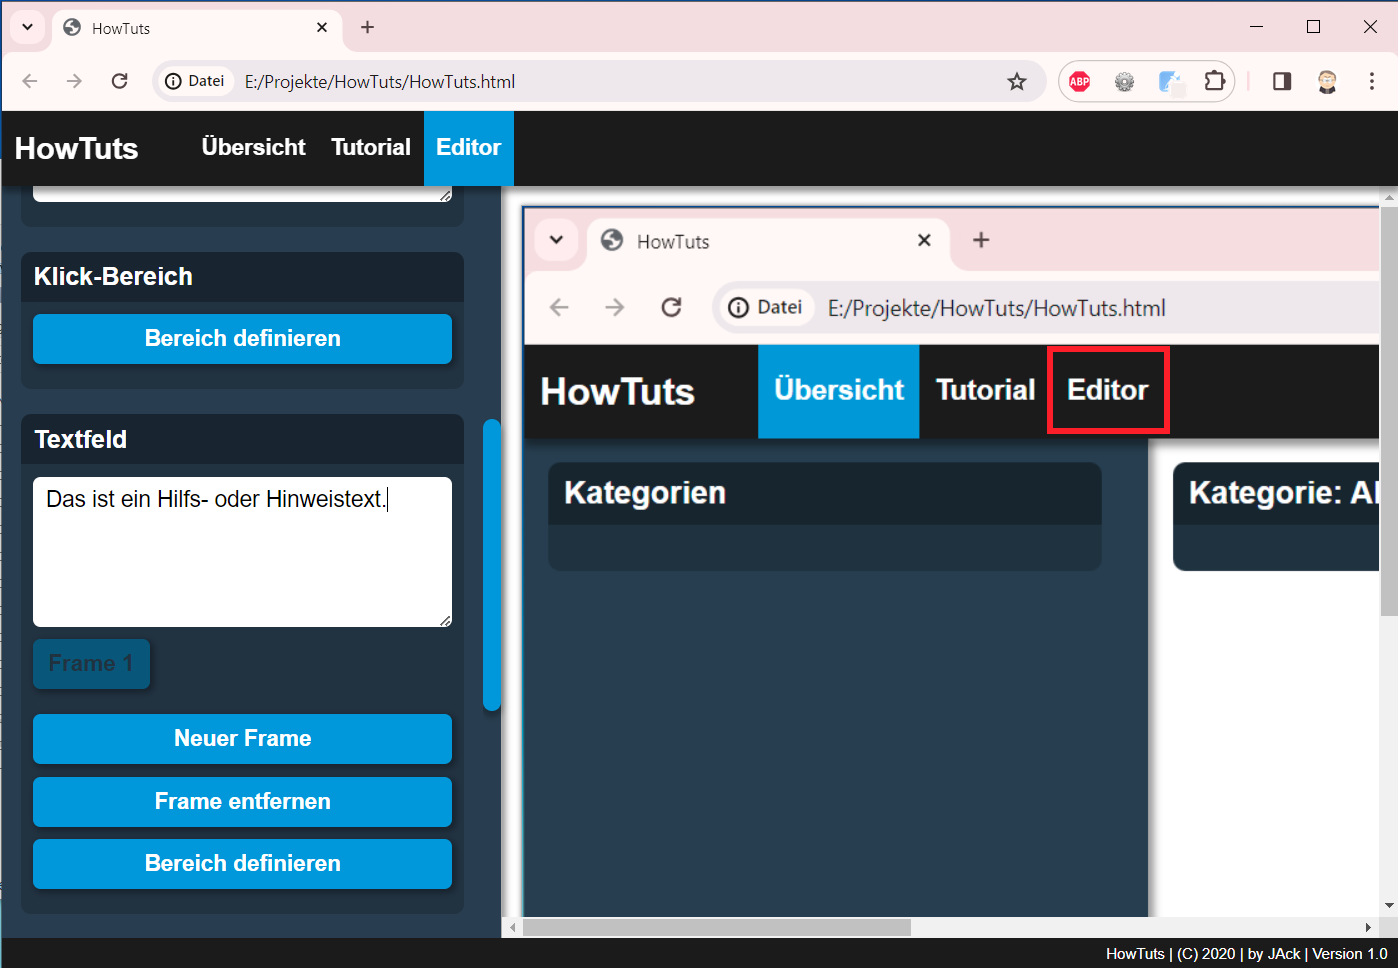 HowTuts
Datei E:/Projekte/HowTuts/HowTuts.html
ABP
HowTuts Übersicht Tutorial Editor
Klick-Bereich
Bereich definieren
Textfeld
Das ist ein Hilfs- oder Hinweistext.
Frame 1
Neuer Frame
Frame entfernen
Bereich definieren
HowTuts
Datei E:/Projekte/HowTuts/HowTuts.html
HowTuts Übersicht Tutorial Editor
Kategorien
Kategorie: Al
HowTuts | (C) 2020 | by JAck | Version 1.0